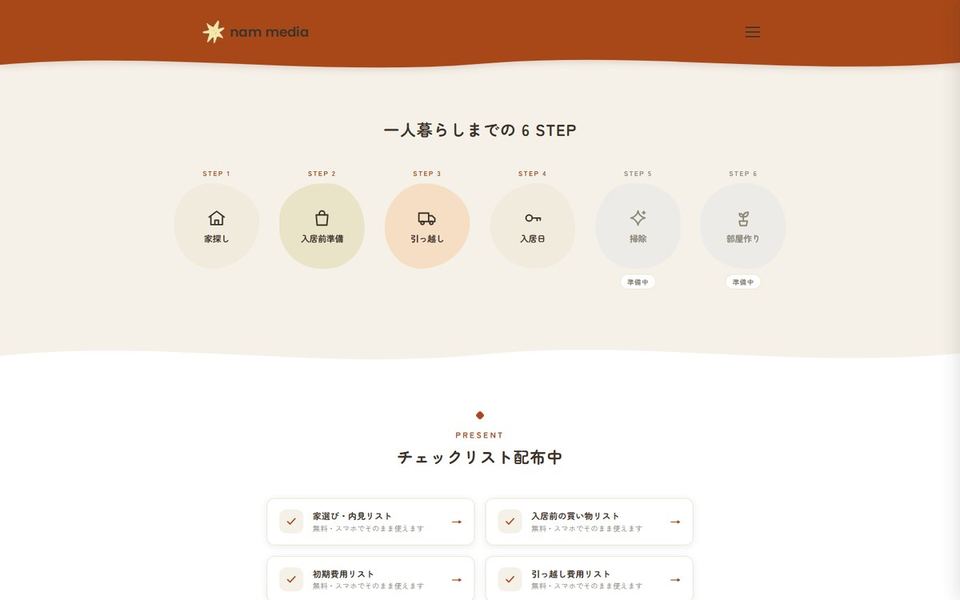 nam media
一人暮らしまでの 6 STEP
STEP 1
STEP 2
STEP 3
STEP 4
STEP 5
STEP 6
家探し
入居前準備
引っ越し
入居日
掃除
部屋作り
準備中
準備中
PRESENT
チェックリスト配布中
家選び・内見リスト
無料・スマホでそのまま使えます
入居前の買い物リスト
無料・スマホでそのまま使えます
初期費用リスト
無料・スマホでそのまま使えます
引っ越し費用リスト
無料・スマホでそのまま使えます